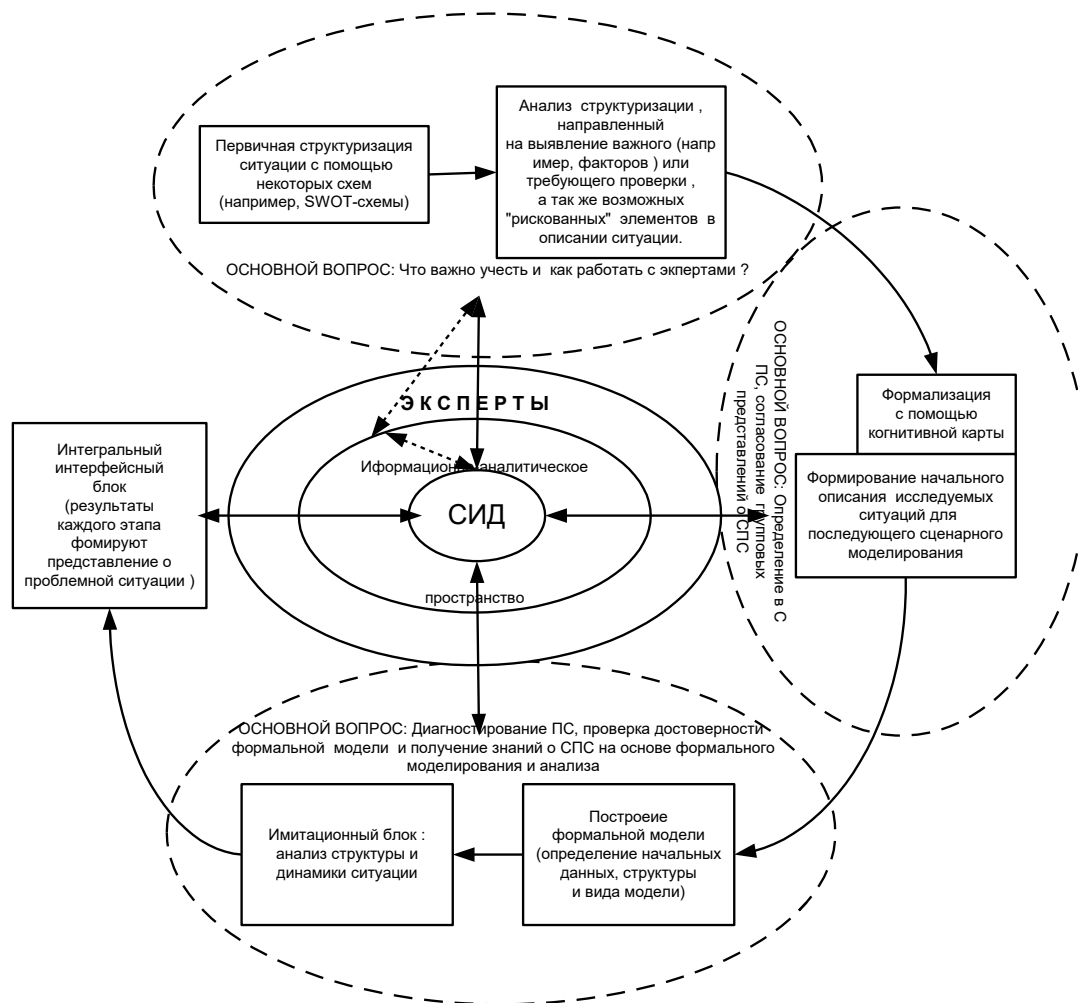 Первичная структуризация
ситуации с помощью
некоторых схем
(например, SWOT-схемы)
Анализ структуризации ,
направленный
на выявление важного (напр
имер, факторов ) или
требующего проверки ,
а так же возможных
"рискованных" элементов в
описании ситуации.
ОСНОВНОЙ ВОПРОС: Что важно учесть и как работать с экпертами ?
ОСНОВНОЙ ВОПРОС: Определение в С
ПС, согласование групповых
представлений о СПС
Формализация
с помощью
когнитивной карты
Формирование начального
описания исследуемых
ситуаций для
последующего сценарного
моделирования
ЭКСПЕРТЫ
Иформационно-аналитическое
СИД
пространство
Интегральный
интерфейсный
блок
(результаты
каждого этапа
фомируют
представление о
проблемной ситуации )
ОСНОВНОЙ ВОПРОС: Диагностирование ПС, проверка достоверности
формальной модели и получение знаний о СПС на основе формального
моделирования и анализа
Имитационный блок :
анализ структуры и
динамики ситуации
Построеие
формальной модели
(определение начальных
данных, структуры
и вида модели)